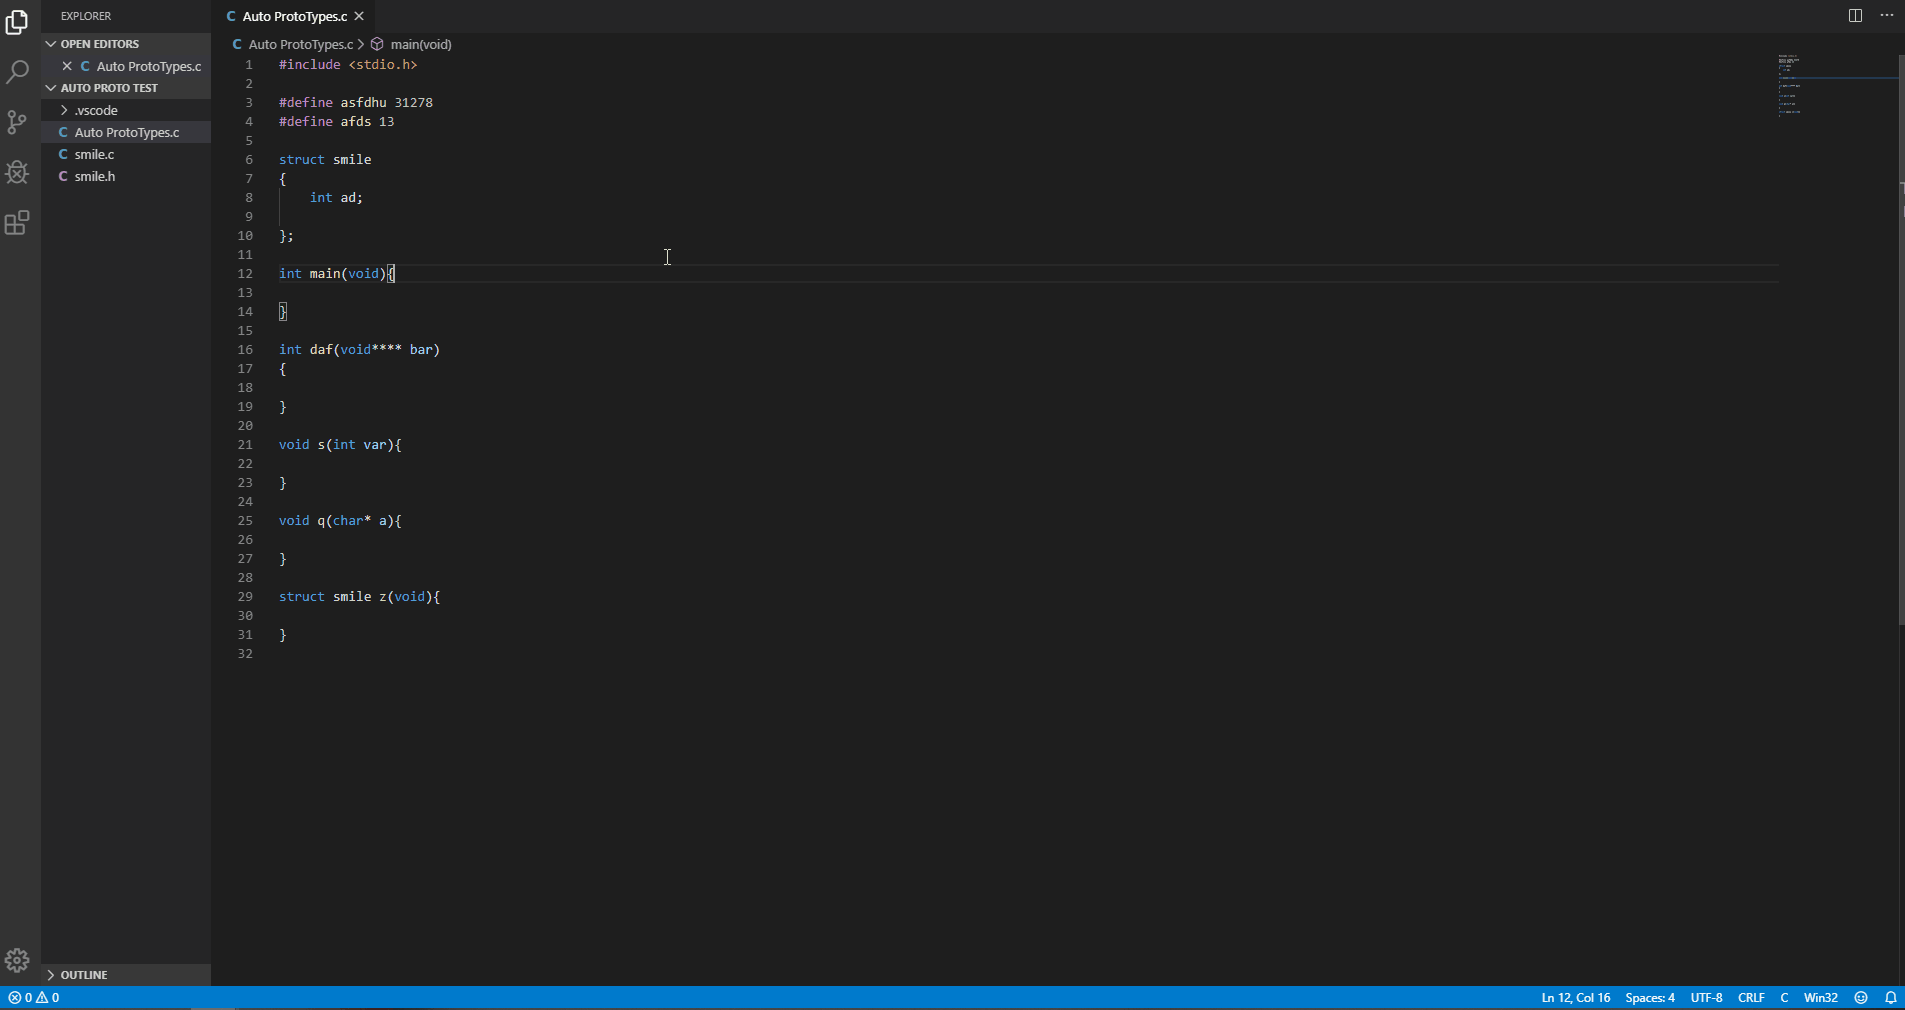 EXPLORER
OPEN EDITORS
Auto ProtoTypes.c
AUTO PROTO TEST
.vscode
C Auto ProtoTypes.c
C smile.c
C smile.h
OUTLINE
C Auto ProtoTypes.c
C Auto ProtoTypes.c > main(void)
1 #include <stdio.h>
2
3 #define asfdhu 31278
4 #define afds 13
5
6 struct smile
7 {
8 int ad;
9
10 };
11
12 int main(void){
13
14 }
15
16 int daf(void**** bar)
17 {
18
19 }
20
21 void s(int var){
22
23 }
24
25 void q(char* a){
26
27 }
28
29 struct smile z(void){
30
31 }
32
0 0 Ln 12, Col 16 Spaces: 4 UTF-8 CRLF C Win32